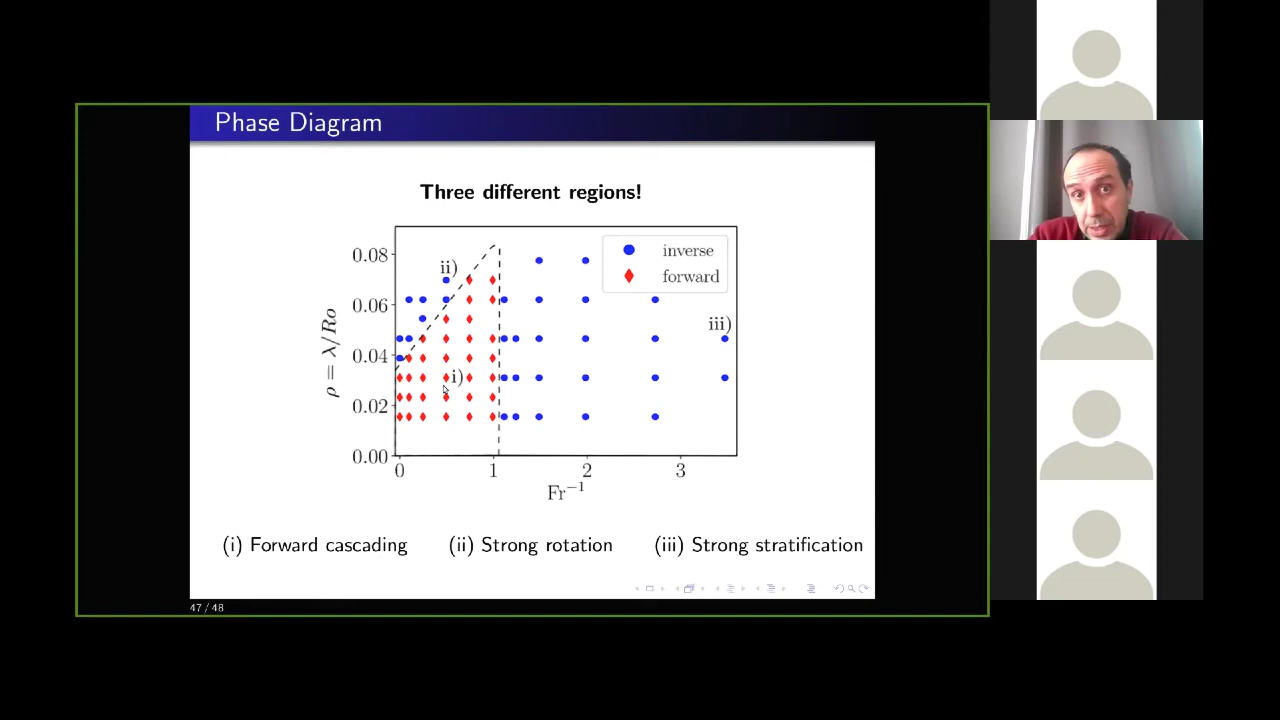 Phase Diagram
Three different regions!
0.08
0.06
0.04
0.02
0.00
ρ = λ/Ro
ii)
i)
iii)
inverse
forward
0 1 2 3
Fr⁻¹
(i) Forward cascading (ii) Strong rotation (iii) Strong stratification
47 / 48